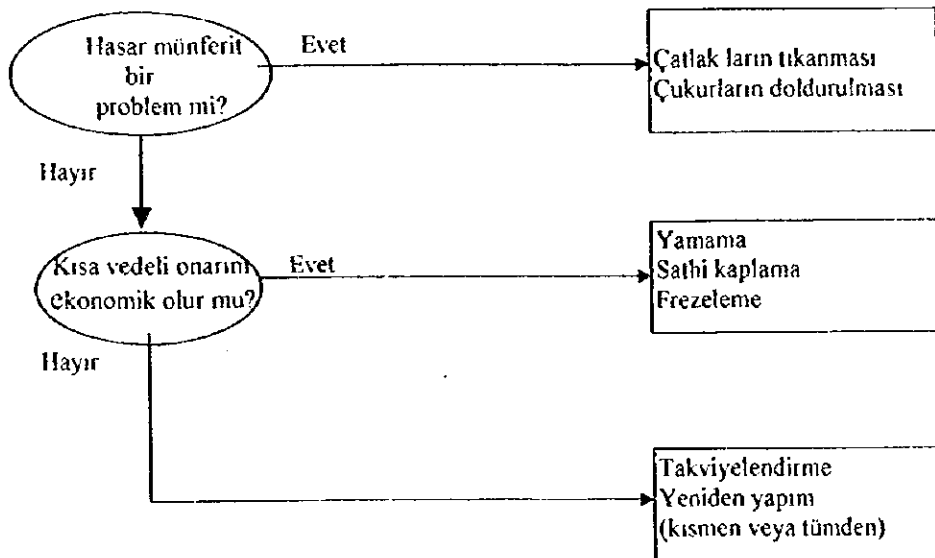 Hasar münferit
bir
problem mi?
Evet
Çatlak ların tıkanması
Çukurların doldurulması
Hayır
Kısa vedeli onarım
ekonomik olur mu?
Evet
Yamama
Sathi kaplama
Frezeleme
Hayır
Takviyelendirme
Yeniden yapım
(kısmen veya tümden)